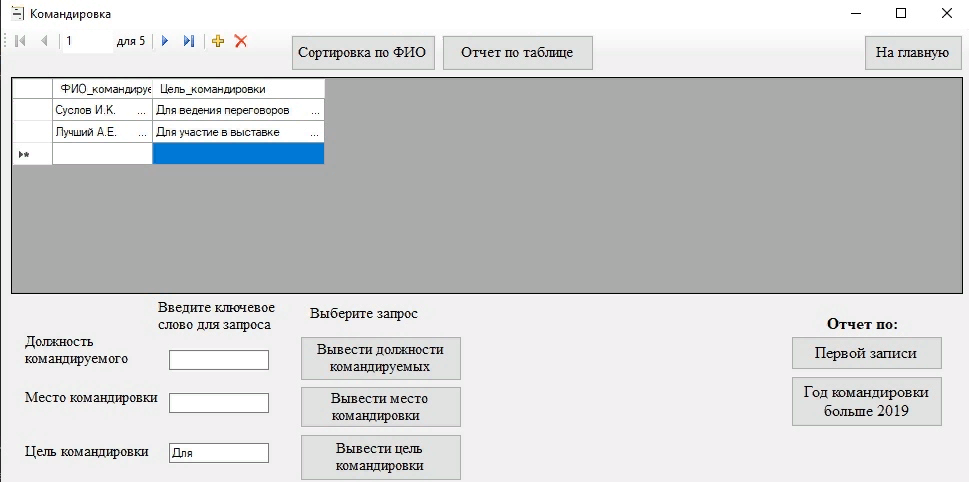 Командировка
1 для 5
Сортировка по ФИО
Отчет по таблице
На главную
ФИО_командируе Цель_командировки
Суслов И.К. ... Для ведения переговоров ...
Лучший А.Е. ... Для участие в выставке ...
Введите ключевое
слово для запроса
Выберите запрос
Отчет по:
Должность
командируемого
Вывести должности
командируемых
Первой записи
Место командировки
Вывести место
командировки
Год командировки
больше 2019
Цель командировки
Для
Вывести цель
командировки